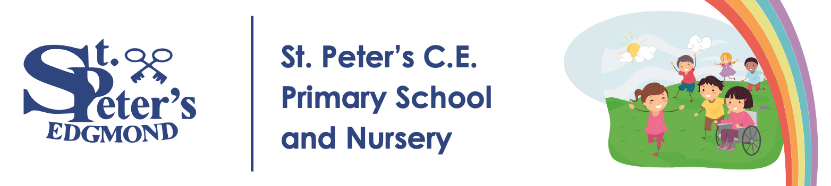 St.
Peter's
EDGMOND
St. Peter's C.E.
Primary School
and Nursery